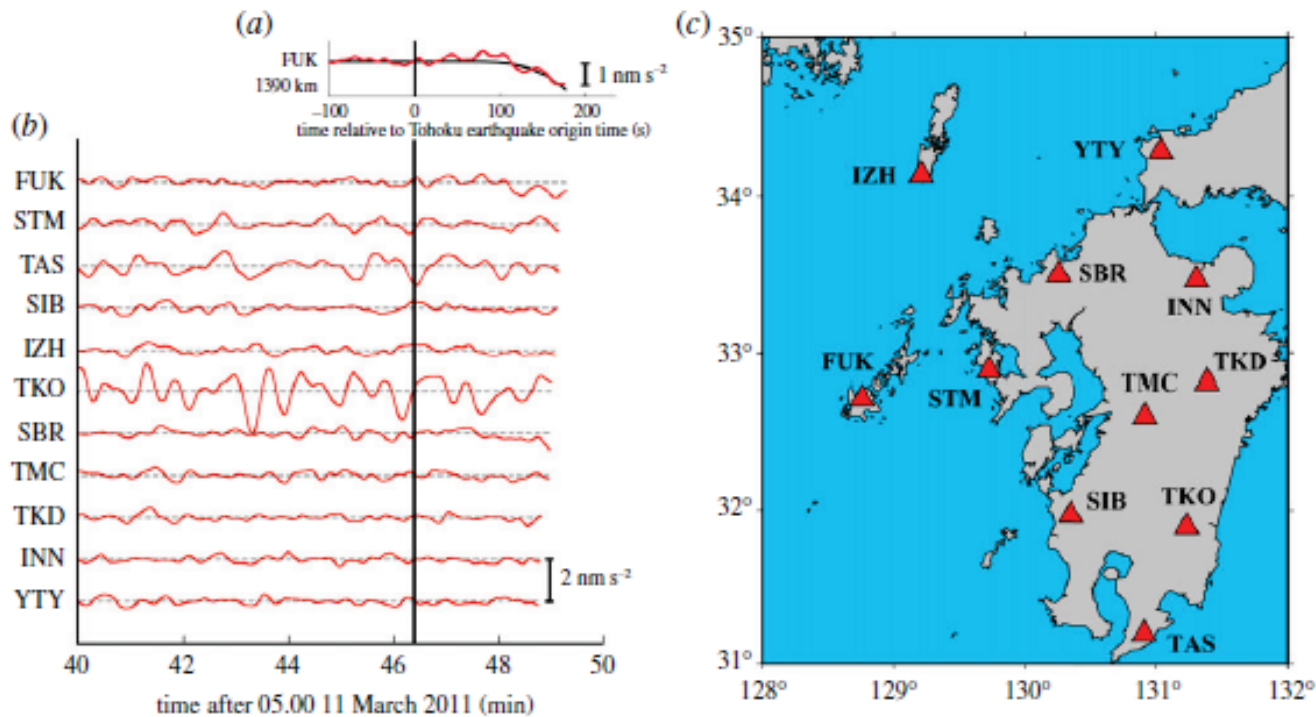 (a)
FUK
1390 km
1 nm s⁻²
−100 0 100 200
time relative to Tohoku earthquake origin time (s)
(b)
FUK
STM
TAS
SIB
IZH
TKO
SBR
TMC
TKD
INN
YTY
2 nm s⁻²
40 42 44 46 48 50
time after 05.00 11 March 2011 (min)
(c)
35°
34°
33°
32°
31°
YTY
IZH
SBR
INN
FUK
STM
TKD
TMC
SIB
TKO
TAS
128° 129° 130° 131° 132°